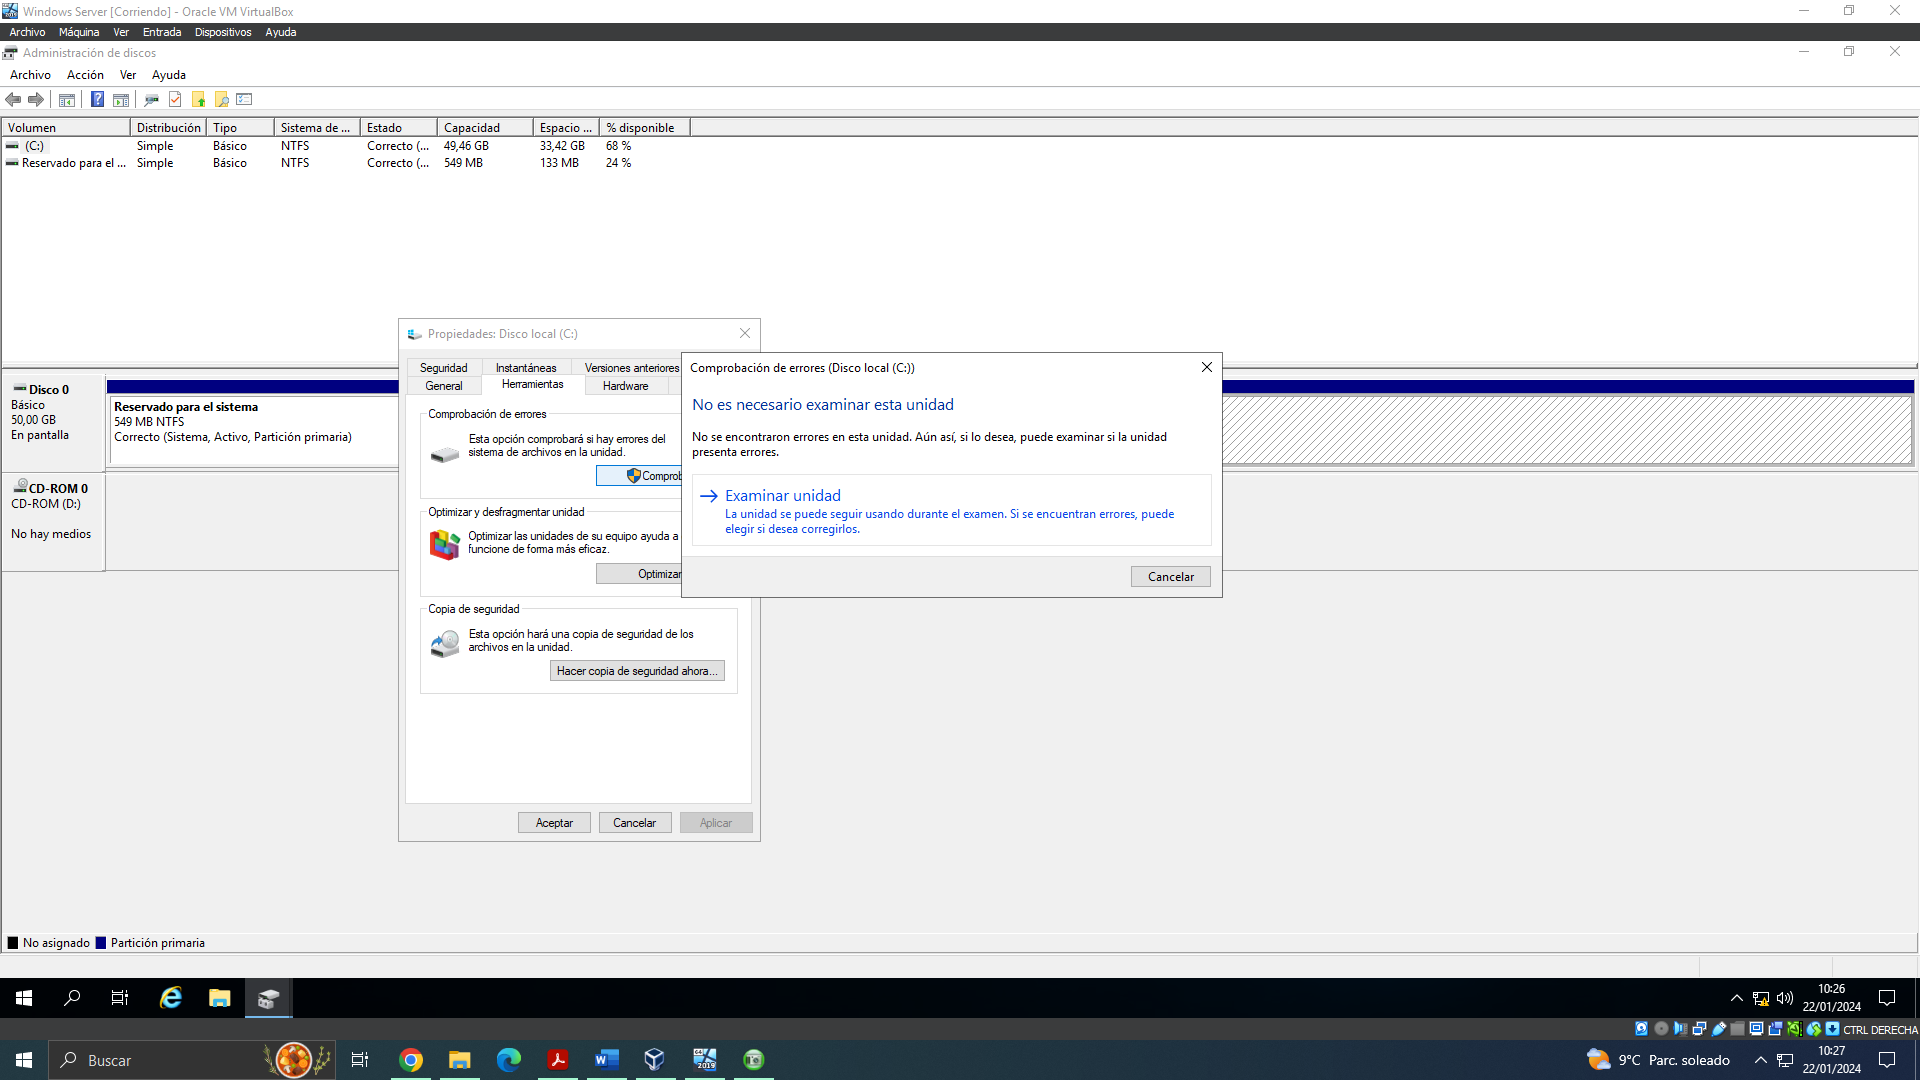 Windows Server [Corriendo] - Oracle VM VirtualBox
Archivo Máquina Ver Entrada Dispositivos Ayuda
Administración de discos
Archivo Acción Ver Ayuda
Volumen Distribución Tipo Sistema de ... Estado Capacidad Espacio ... % disponible
(C:) Simple Básico NTFS Correcto (... 49,46 GB 33,42 GB 68 %
Reservado para el ... Simple Básico NTFS Correcto (... 549 MB 133 MB 24 %
Disco 0
Básico
50,00 GB
En pantalla
Reservado para el sistema
549 MB NTFS
Correcto (Sistema, Activo, Partición primaria)
CD-ROM 0
CD-ROM (D:)
No hay medios
Propiedades: Disco local (C:)
Seguridad Instantáneas Versiones anteriores
General Herramientas Hardware
Comprobación de errores
Esta opción comprobará si hay errores del
sistema de archivos en la unidad.
Comprob
Optimizar y desfragmentar unidad
Optimizar las unidades de su equipo ayuda a
funcione de forma más eficaz.
Optimizar
Copia de seguridad
Esta opción hará una copia de seguridad de los
archivos en la unidad.
Hacer copia de seguridad ahora...
Aceptar Cancelar Aplicar
Comprobación de errores (Disco local (C:))
No es necesario examinar esta unidad
No se encontraron errores en esta unidad. Aún así, si lo desea, puede examinar si la unidad
presenta errores.
Examinar unidad
La unidad se puede seguir usando durante el examen. Si se encuentran errores, puede
elegir si desea corregirlos.
Cancelar
No asignado Partición primaria
10:26
22/01/2024
CTRL DERECHA
Buscar
2019
9°C Parc. soleado
10:27
22/01/2024